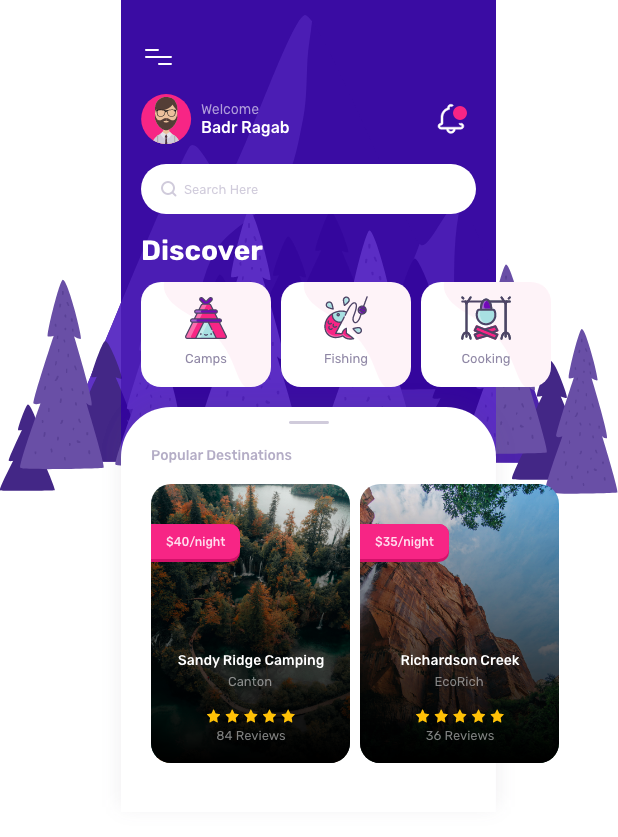 Welcome
Badr Ragab
Search Here
Discover
Camps
Fishing
Cooking
Popular Destinations
$40/night
$35/night
Sandy Ridge Camping
Canton
84 Reviews
Richardson Creek
EcoRich
36 Reviews